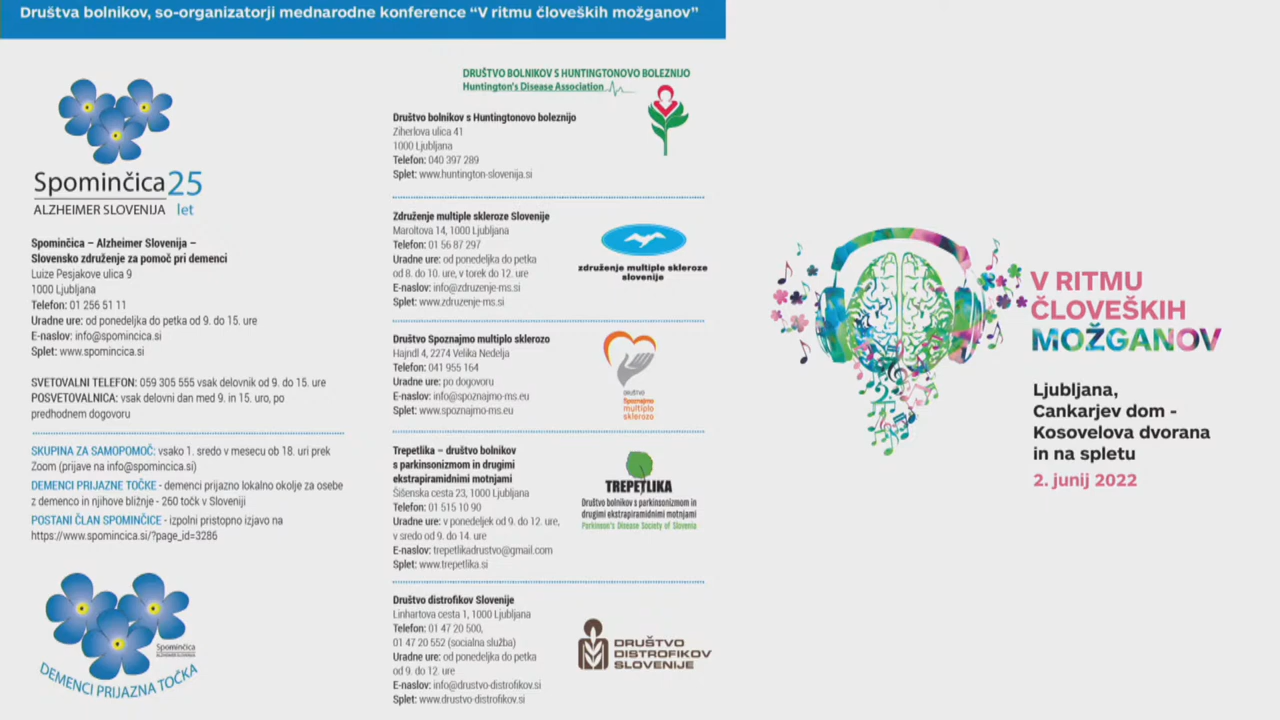 Društva bolnikov, so-organizatorji mednarodne konference “V ritmu človeških možganov”
Spominčica 25
ALZHEIMER SLOVENIJA let
Spominčica – Alzheimer Slovenija –
Slovensko združenje za pomoč pri demenci
Luize Pesjakove ulica 9
1000 Ljubljana
Telefon: 01 256 51 11
Uradne ure: od ponedeljka do petka od 9. do 15. ure
E-naslov: info@spomincica.si
Splet: www.spomincica.si
SVETOVALNI TELEFON: 059 305 555 vsak delovnik od 9. do 15. ure
POSVETOVALNICA: vsak delovni dan med 9. in 15. uro, po
predhodnem dogovoru
SKUPINA ZA SAMOPOMOČ: vsako 1. sredo v mesecu ob 18. uri prek
Zoom (prijave na info@spomincica.si)
DEMENCI PRIJAZNE TOČKE - demenci prijazno lokalno okolje za osebe
z demenco in njihove bližnje - 260 točk v Sloveniji
POSTANI ČLAN SPOMINČICE - izpolni pristopno izjavo na
https://www.spomincica.si/?page_id=3286
Spominčica
ALZHEIMER SLOVENIJA
DEMENCI PRIJAZNA TOČKA
DRUŠTVO BOLNIKOV S HUNTINGTONOVO BOLEZNIJO
Huntington's Disease Association
Društvo bolnikov s Huntingtonovo boleznijo
Ziherlova ulica 41
1000 Ljubljana
Telefon: 040 397 289
Splet: www.huntington-slovenija.si
Združenje multiple skleroze Slovenije
Maroltova 14, 1000 Ljubljana
Telefon: 01 56 87 297
Uradne ure: od ponedeljka do petka
od 8. do 10. ure, v torek do 12. ure
E-naslov: info@zdruzenje-ms.si
Splet: www.zdruzenje-ms.si
združenje multiple skleroze
slovenije
Društvo Spoznajmo multiplo sklerozo
Hajndl 4, 2274 Velika Nedelja
Telefon: 041 955 164
Uradne ure: po dogovoru
E-naslov: info@spoznajmo-ms.eu
Splet: www.spoznajmo-ms.eu
DRUŠTVO
Spoznajmo
multiplo
sklerozo
Trepetlika – društvo bolnikov
s parkinsonizmom in drugimi
ekstrapiramidnimi motnjami
Šišenska cesta 23, 1000 Ljubljana
Telefon: 01 515 10 90
Uradne ure: v ponedeljek od 9. do 12. ure,
v sredo od 9. do 14. ure
E-naslov: trepetlikadrustvo@gmail.com
Splet: www.trepetlika.si
TREPETLIKA
Društvo bolnikov s parkinsonizmom in
drugimi ekstrapiramidnimi motnjami
Parkinson's Disease Society of Slovenia
Društvo distrofikov Slovenije
Linhartova cesta 1, 1000 Ljubljana
Telefon: 01 47 20 500,
01 47 20 552 (socialna služba)
Uradne ure: od ponedeljka do petka
od 9. do 12. ure
E-naslov: info@drustvo-distrofikov.si
Splet: www.drustvo-distrofikov.si
DRUŠTVO
DISTROFIKOV
SLOVENIJE
V RITMU
ČLOVEŠKIH
MOŽGANOV
Ljubljana,
Cankarjev dom -
Kosovelova dvorana
in na spletu
2. junij 2022